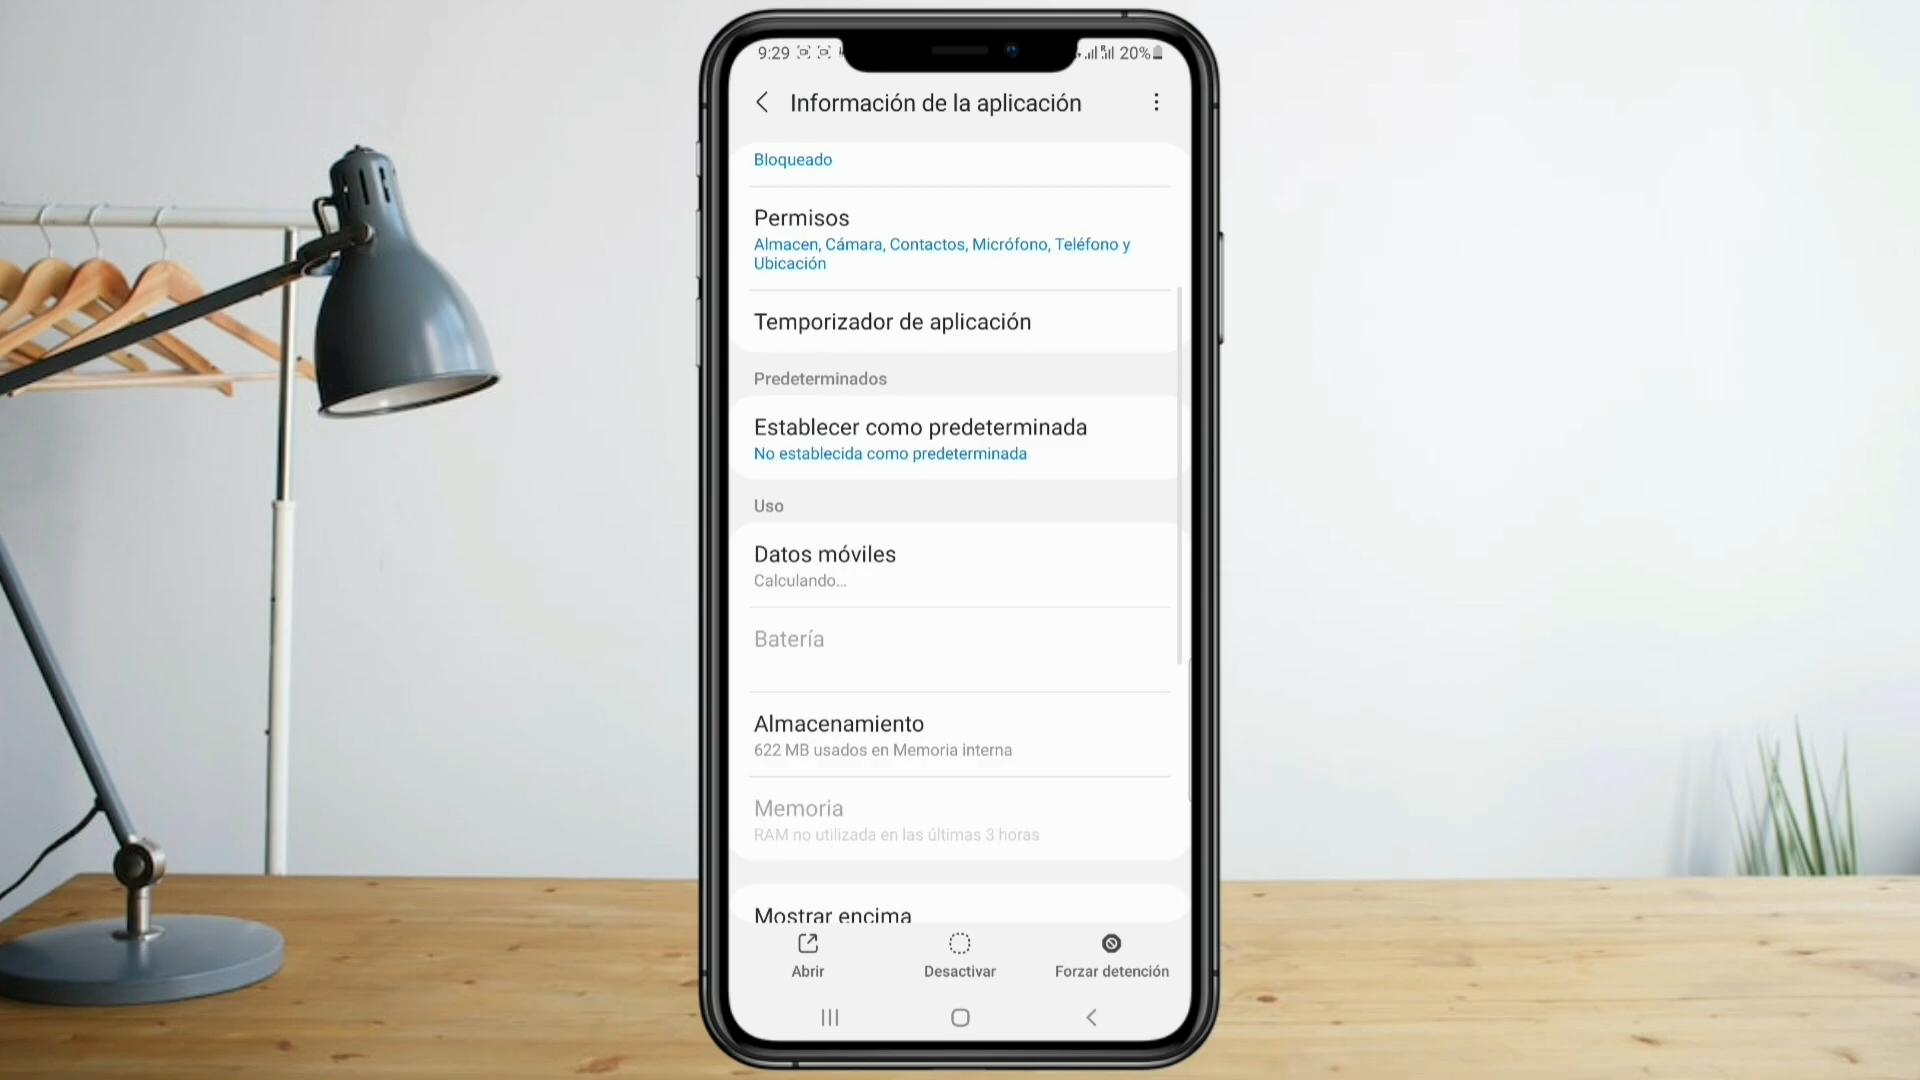 9:29
20%
Información de la aplicación
Bloqueado
Permisos
Almacen, Cámara, Contactos, Micrófono, Teléfono y
Ubicación
Temporizador de aplicación
Predeterminados
Establecer como predeterminada
No establecida como predeterminada
Uso
Datos móviles
Calculando...
Batería
Almacenamiento
622 MB usados en Memoria interna
Memoria
RAM no utilizada en las últimas 3 horas
Mostrar encima
Abrir
Desactivar
Forzar detención